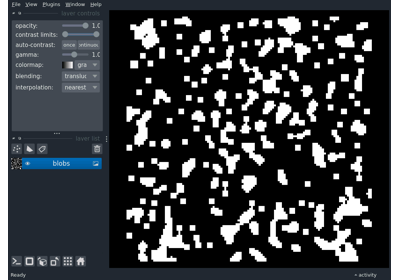 File View Plugins Window Help
layer controls
opacity: 1.0
contrast limits:
auto-contrast: once
gamma: 1.0
colormap: gra
blending: translu
interpolation: nearest
layer list
blobs
Ready activity